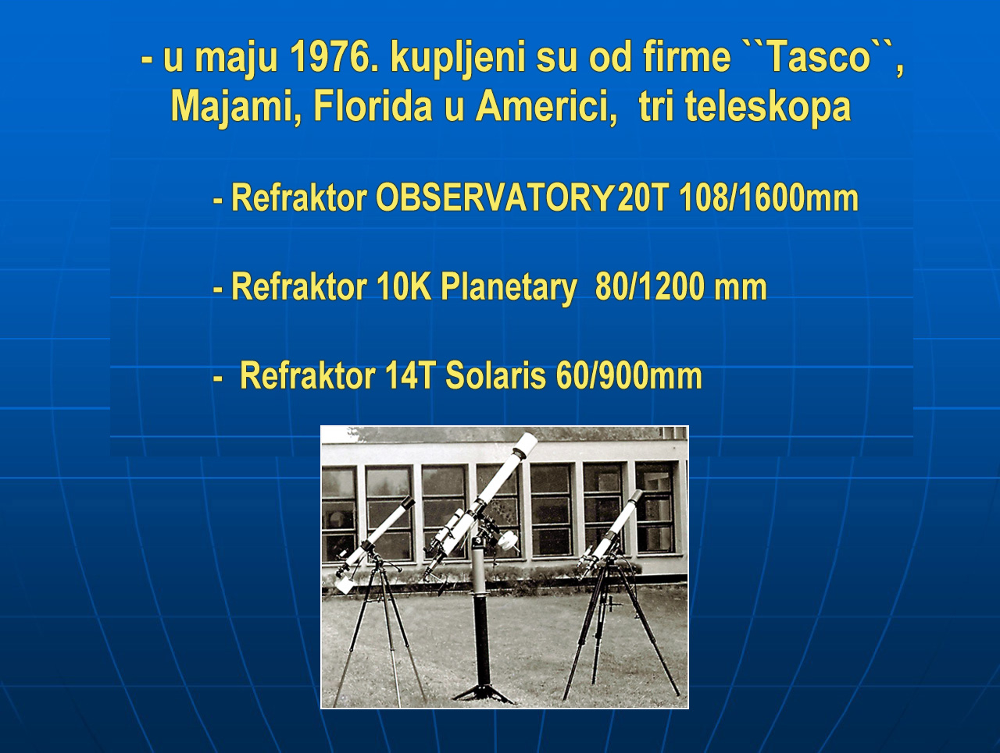 - u maju 1976. kupljeni su od firme ``Tasco``,
Majami, Florida u Americi,  tri teleskopa
- Refraktor OBSERVATORY20T 108/1600mm
- Refraktor 10K Planetary  80/1200 mm
-  Refraktor 14T Solaris 60/900mm